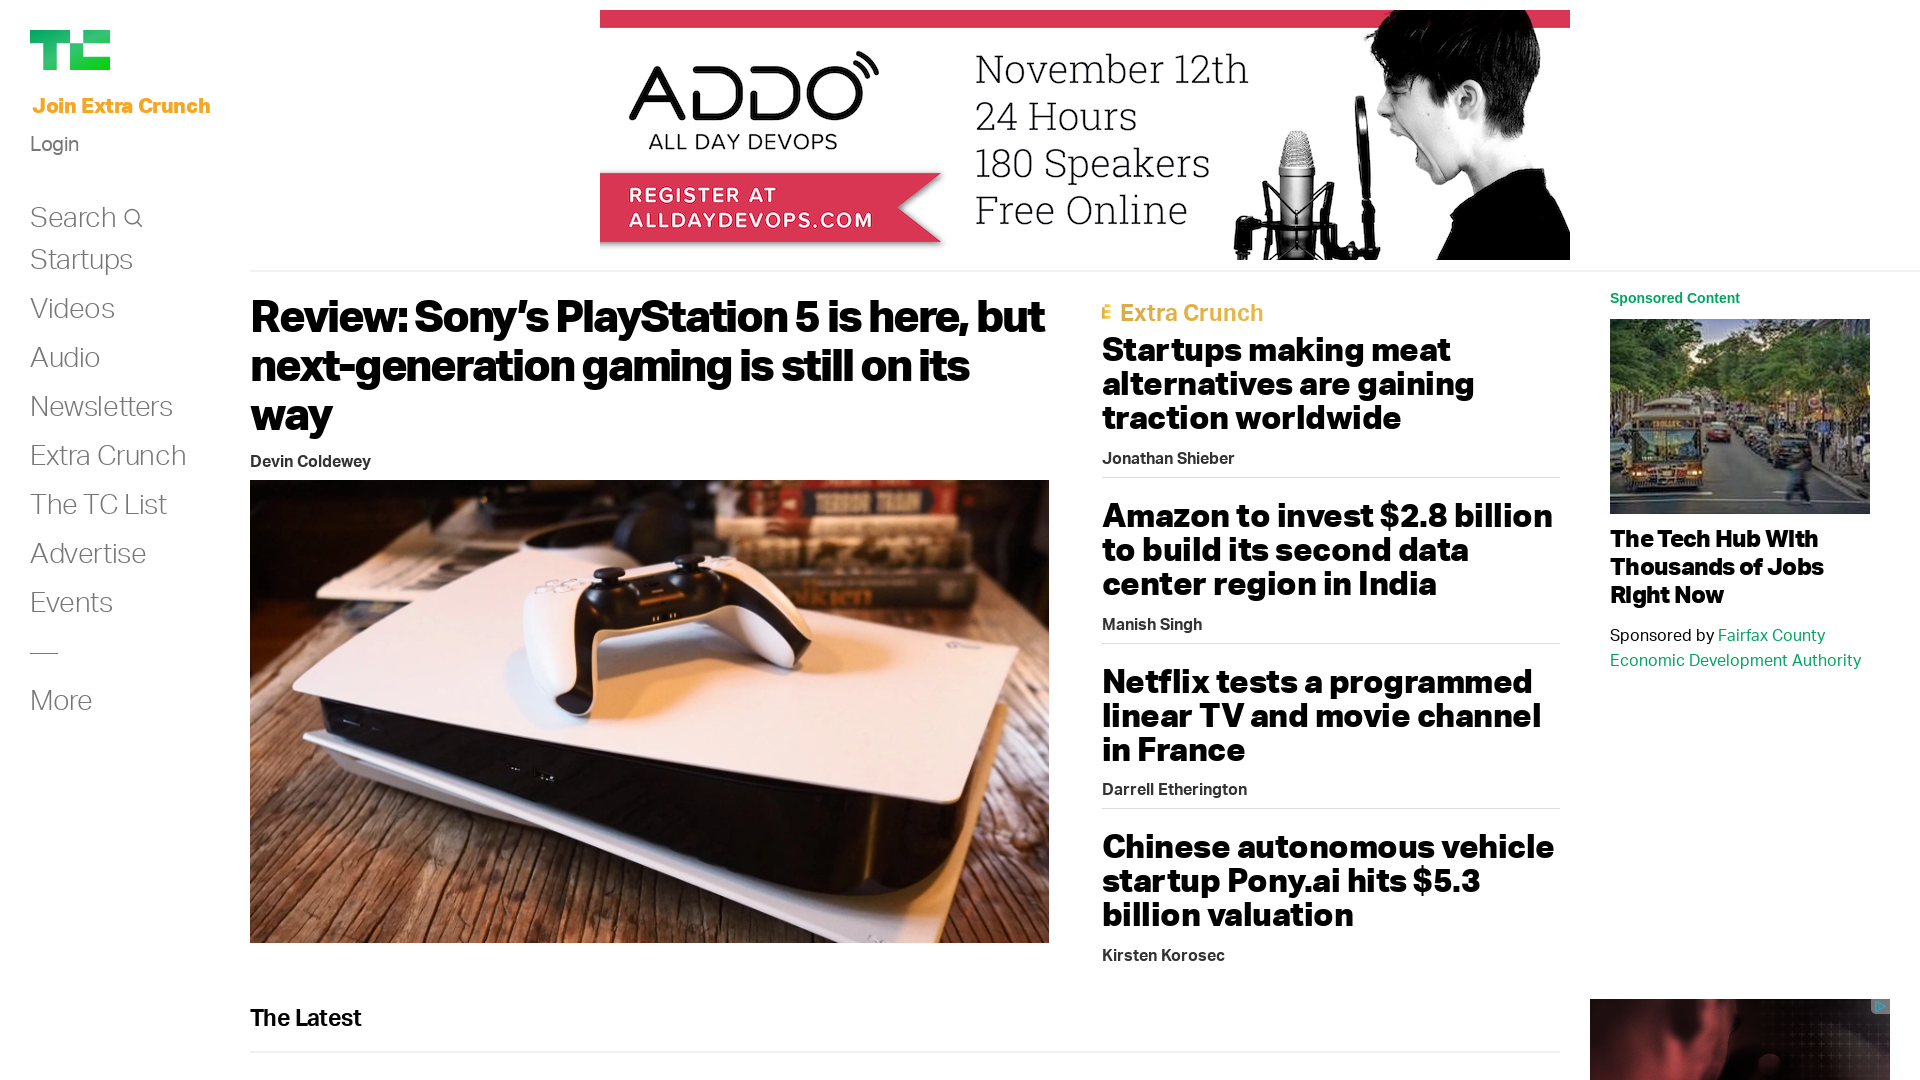 TC
Join Extra Crunch
Login
Search
Startups
Videos
Audio
Newsletters
Extra Crunch
The TC List
Advertise
Events
More
ADDO
ALL DAY DEVOPS
REGISTER AT
ALLDAYDEVOPS.COM
November 12th
24 Hours
180 Speakers
Free Online
Review: Sony’s PlayStation 5 is here, but
next-generation gaming is still on its
way
Devin Coldewey
TERROR TRAIN
Extra Crunch
Startups making meat
alternatives are gaining
traction worldwide
Jonathan Shieber
Amazon to invest $2.8 billion
to build its second data
center region in India
Manish Singh
Netflix tests a programmed
linear TV and movie channel
in France
Darrell Etherington
Chinese autonomous vehicle
startup Pony.ai hits $5.3
billion valuation
Kirsten Korosec
Sponsored Content
TROLLEY
The Tech Hub WIth
Thousands of Jobs
RIght Now
Sponsored by Fairfax County
Economic Development Authority
The Latest